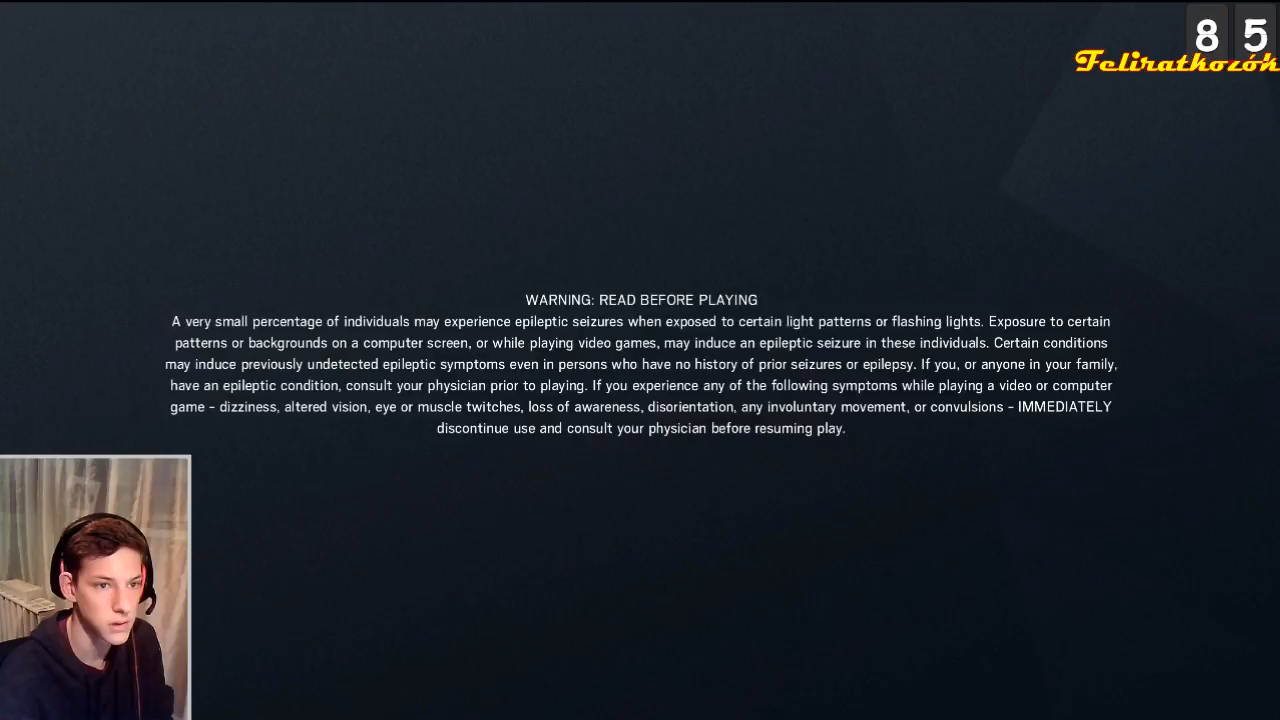 85
Feliratkozók
WARNING: READ BEFORE PLAYING
A very small percentage of individuals may experience epileptic seizures when exposed to certain light patterns or flashing lights. Exposure to certain
patterns or backgrounds on a computer screen, or while playing video games, may induce an epileptic seizure in these individuals. Certain conditions
may induce previously undetected epileptic symptoms even in persons who have no history of prior seizures or epilepsy. If you, or anyone in your family,
have an epileptic condition, consult your physician prior to playing. If you experience any of the following symptoms while playing a video or computer
game - dizziness, altered vision, eye or muscle twitches, loss of awareness, disorientation, any involuntary movement, or convulsions - IMMEDIATELY
discontinue use and consult your physician before resuming play.